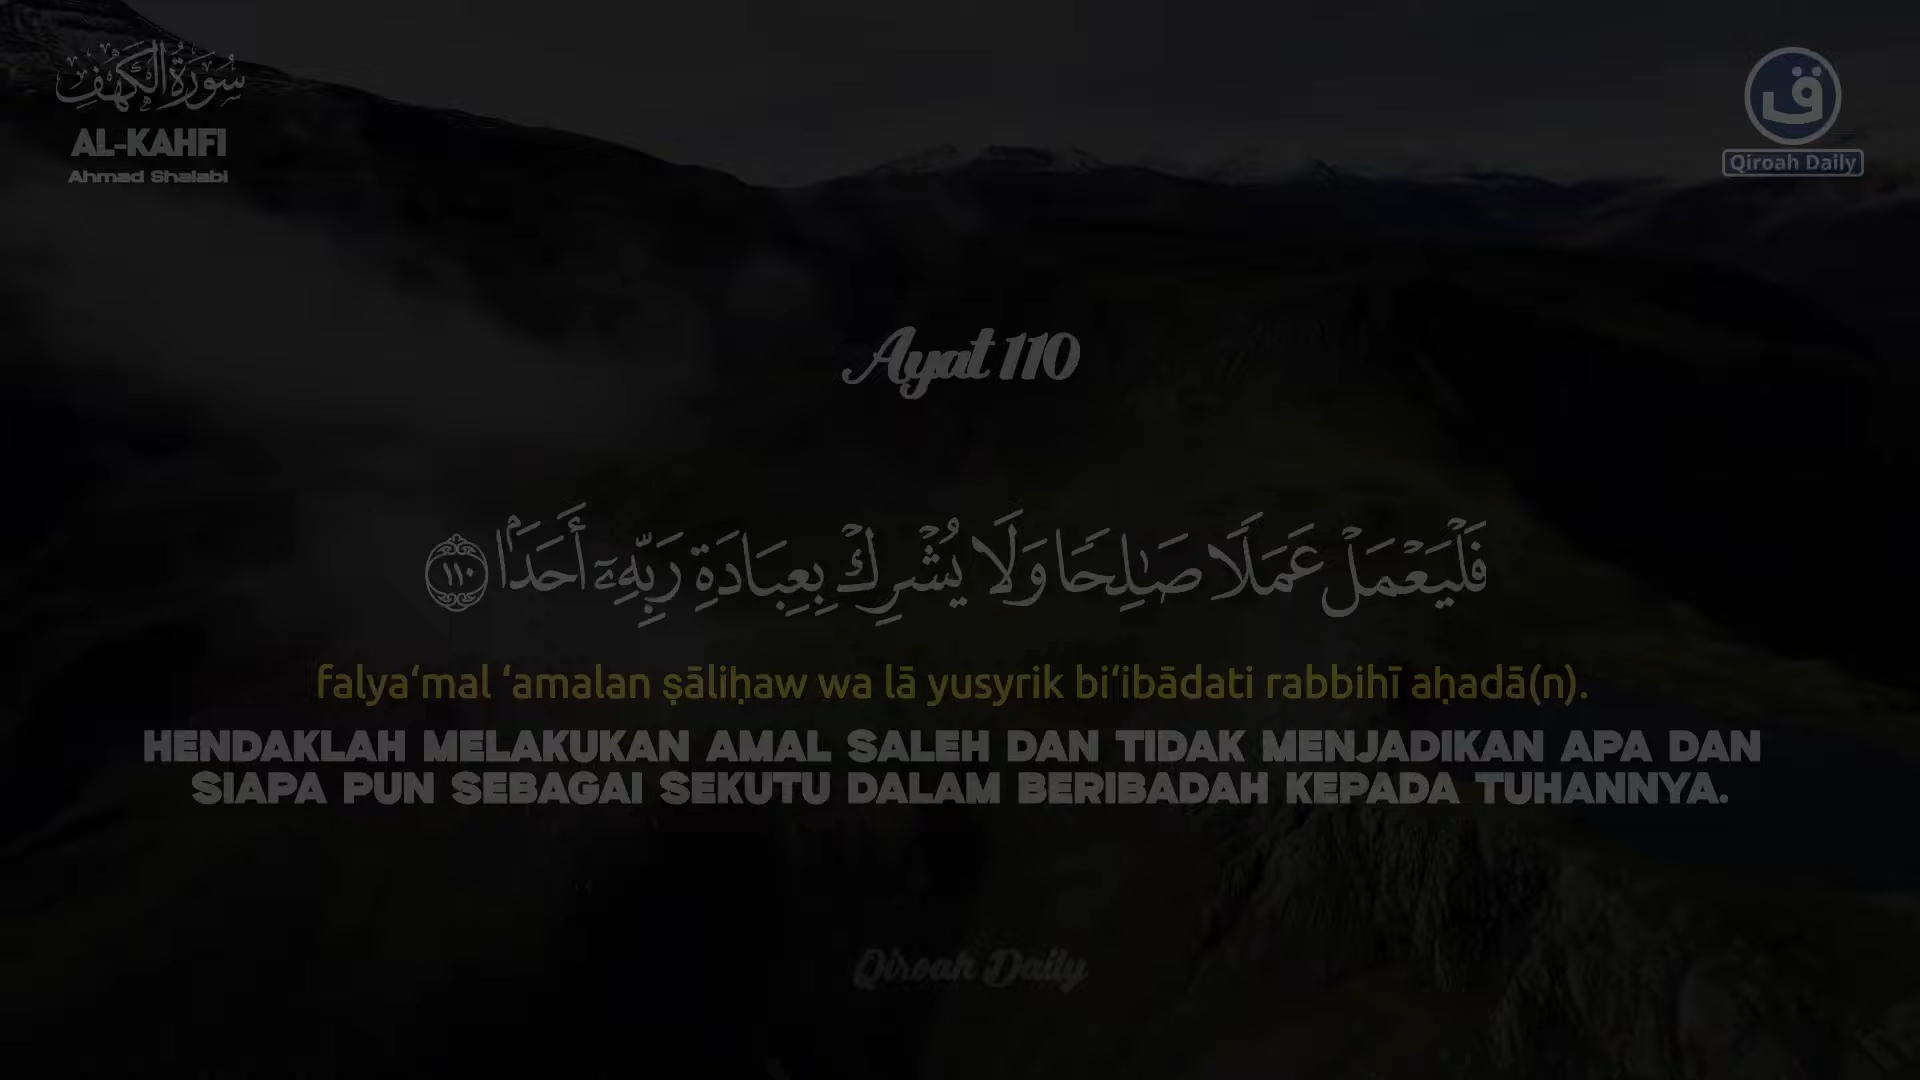 سُورَةُ الْكَهْفِ
AL-KAHFI
Ahmad Shalabi
ق
Qiroah Daily
Ayat 110
فَلْيَعْمَلْ عَمَلًا صَـٰلِحًا وَلَا يُشْرِكْ بِعِبَادَةِ رَبِّهِۦٓ أَحَدًۢا ١١٠
falya‘mal ‘amalan ṣāliḥaw wa lā yusyrik bi‘ibādati rabbihī aḥadā(n).
HENDAKLAH MELAKUKAN AMAL SALEH DAN TIDAK MENJADIKAN APA DAN
SIAPA PUN SEBAGAI SEKUTU DALAM BERIBADAH KEPADA TUHANNYA.
Qiroah Daily